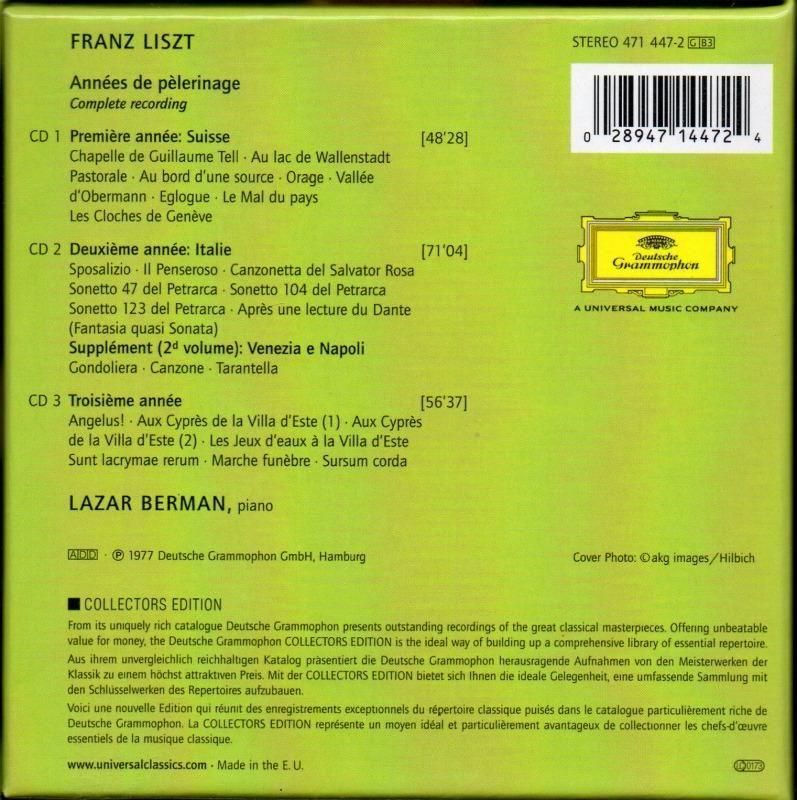 FRANZ LISZT
STEREO 471 447-2 G B3
Années de pèlerinage
Complete recording
0 28947 14472 4
CD 1 Première année: Suisse [48'28]
Chapelle de Guillaume Tell · Au lac de Wallenstadt
Pastorale · Au bord d'une source · Orage · Vallée
d'Obermann · Eglogue · Le Mal du pays
Les Cloches de Genève
CD 2 Deuxième année: Italie [71'04]
Sposalizio · Il Penseroso · Canzonetta del Salvator Rosa
Sonetto 47 del Petrarca · Sonetto 104 del Petrarca
Sonetto 123 del Petrarca · Après une lecture du Dante
(Fantasia quasi Sonata)
Supplément (2d volume): Venezia e Napoli
Gondoliera · Canzone · Tarantella
Deutsche
Grammophon
A UNIVERSAL MUSIC COMPANY
CD 3 Troisième année [56'37]
Angelus! · Aux Cyprès de la Villa d'Este (1) · Aux Cyprès
de la Villa d'Este (2) · Les Jeux d'eaux à la Villa d'Este
Sunt lacrymae rerum · Marche funèbre · Sursum corda
LAZAR BERMAN, piano
ADD · ℗ 1977 Deutsche Grammophon GmbH, Hamburg
Cover Photo: © akg images/Hilbich
■ COLLECTORS EDITION
From its uniquely rich catalogue Deutsche Grammophon presents outstanding recordings of the great classical masterpieces. Offering unbeatable
value for money, the Deutsche Grammophon COLLECTORS EDITION is the ideal way of building up a comprehensive library of essential repertoire.
Aus ihrem unvergleichlich reichhaltigen Katalog präsentiert die Deutsche Grammophon herausragende Aufnahmen von den Meisterwerken der
Klassik zu einem höchst attraktiven Preis. Mit der COLLECTORS EDITION bietet sich Ihnen die ideale Gelegenheit, eine umfassende Sammlung mit
den Schlüsselwerken des Repertoires aufzubauen.
Voici une nouvelle Edition qui réunit des enregistrements exceptionnels du répertoire classique puisés dans le catalogue particulièrement riche de
Deutsche Grammophon. La COLLECTORS EDITION représente un moyen idéal et particulièrement avantageux de collectionner les chefs-d'œuvre
essentiels de la musique classique.
www.universalclassics.com · Made in the E. U.
LC 0173